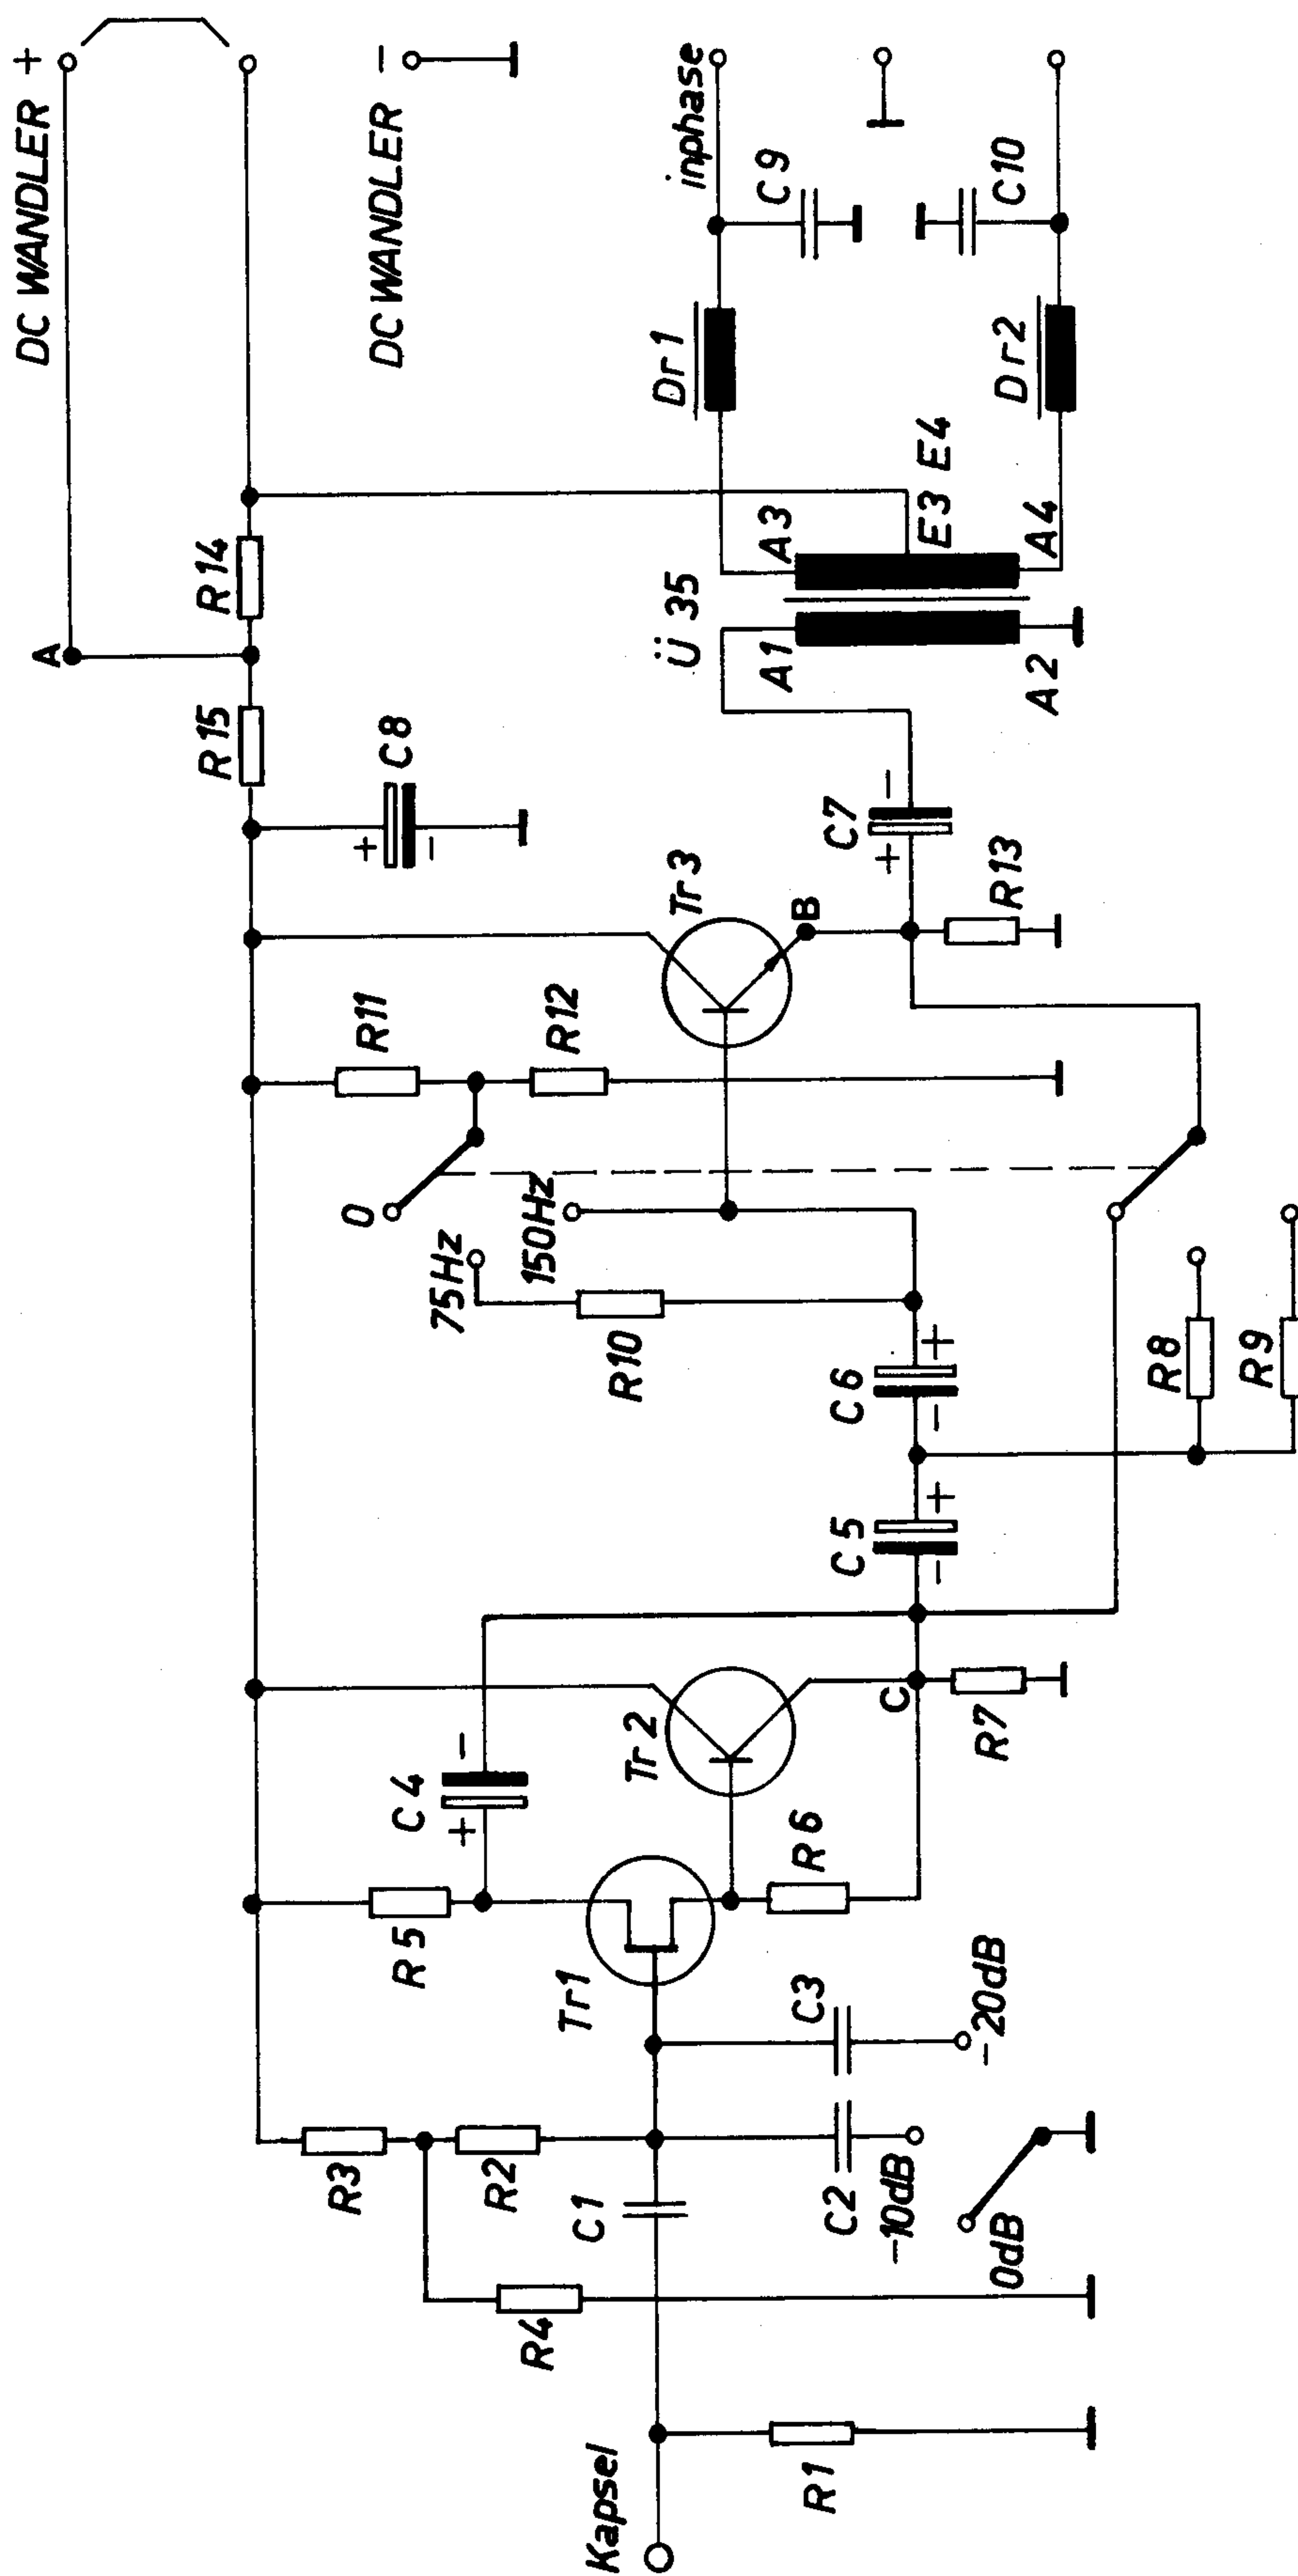 DC WANDLER +
DC WANDLER -
inphase
A
R14
R15
C8
+
-
R11
R12
0
75Hz
150Hz
R10
Tr3
B
C7
+
-
R13
Ü 35
A1
A2
A3
A4
E3 E4
Dr1
Dr2
C9
C10
C6
-
+
C5
-
+
R8
R9
C4
+
-
R5
Tr1
Tr2
R6
C
R7
R3
R2
R4
C1
C2
-10dB
C3
-20dB
0dB
Kapsel
R1